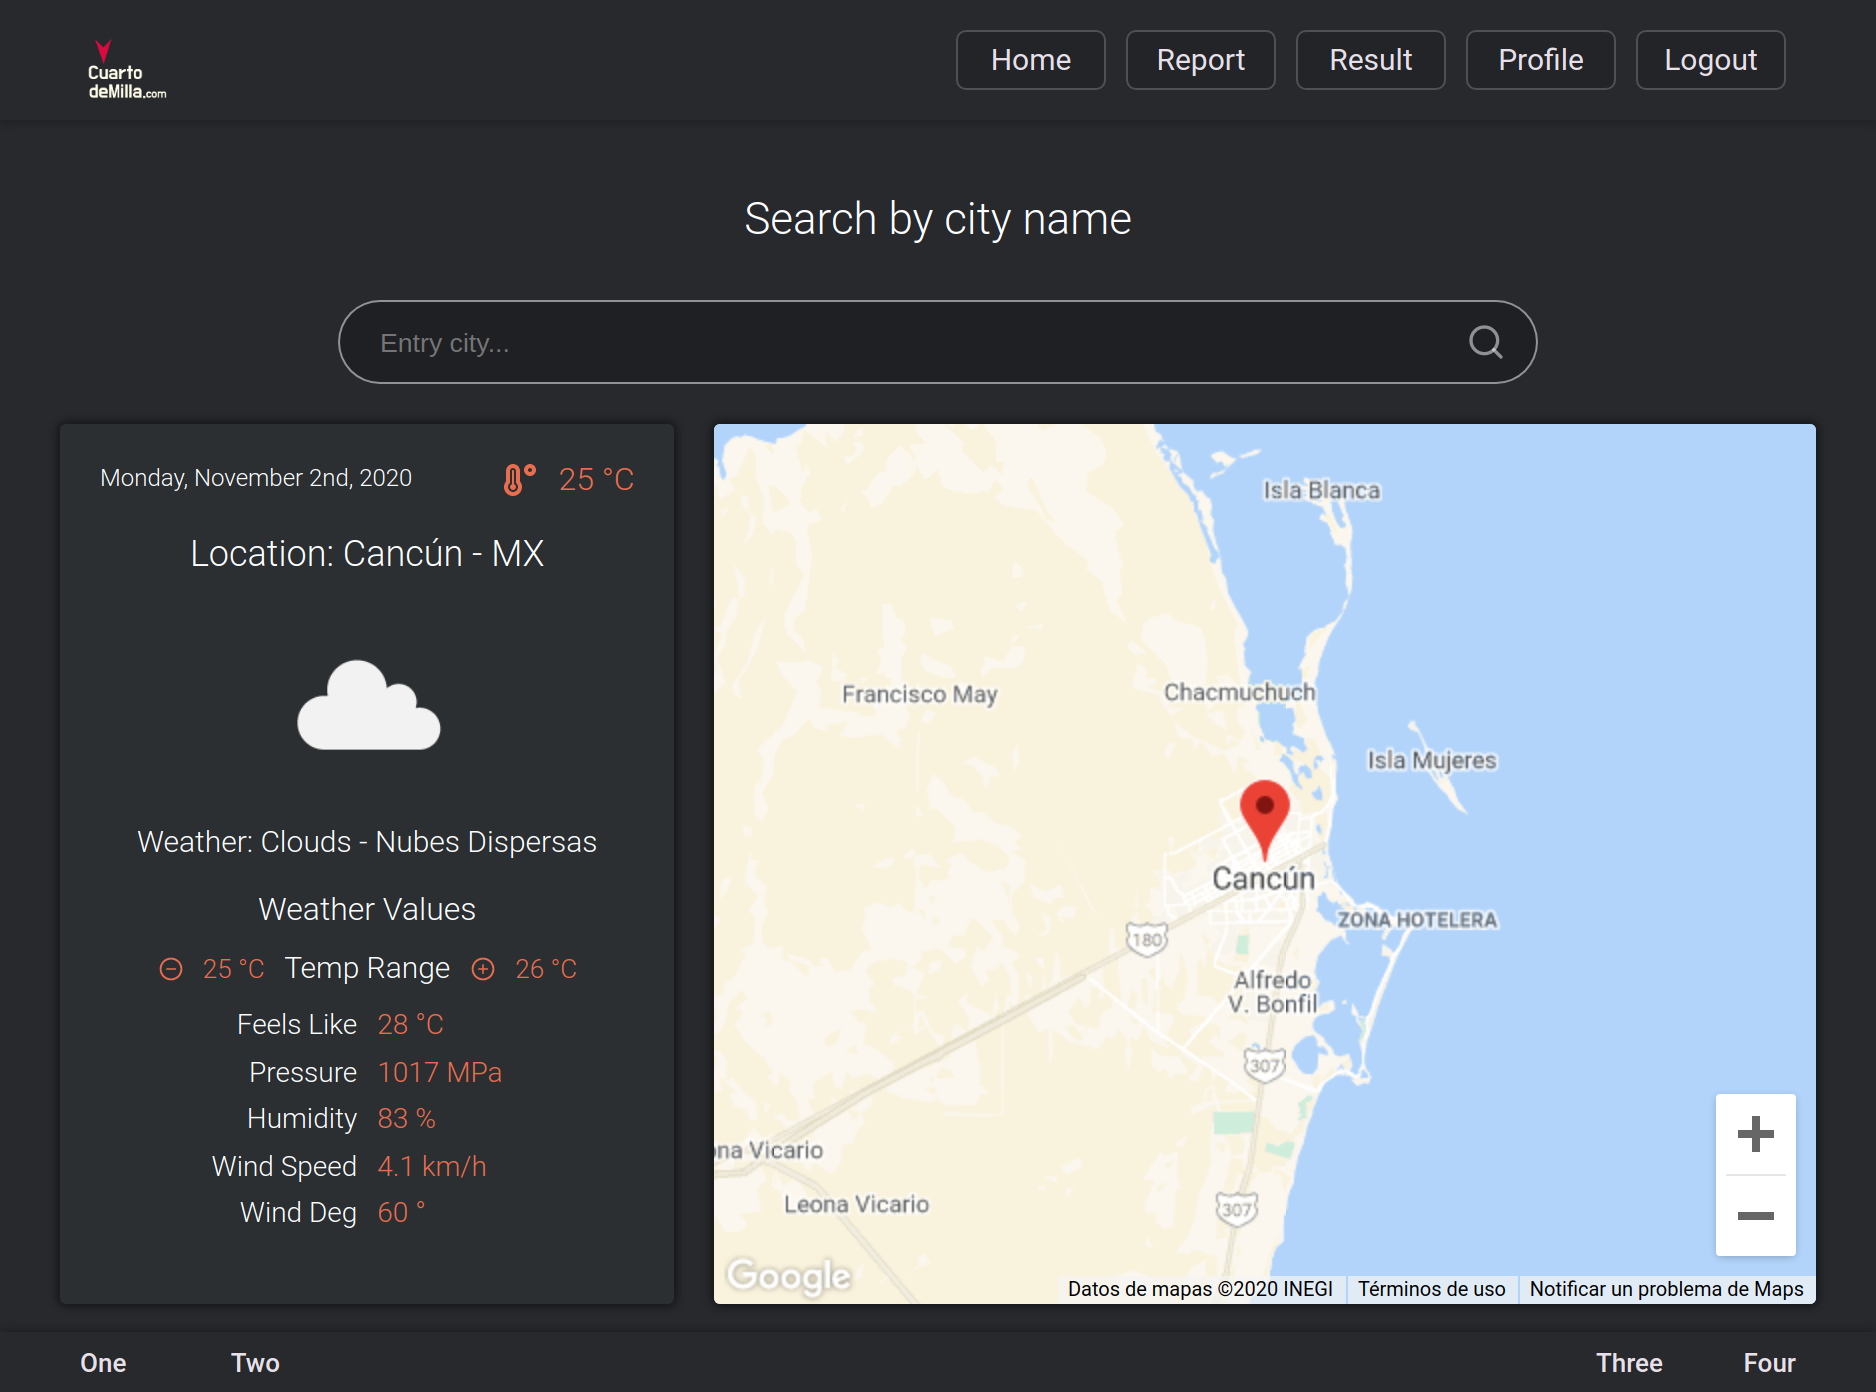 Cuarto
deMilla.com
Home
Report
Result
Profile
Logout
Search by city name
Entry city...
Monday, November 2nd, 2020
25 °C
Location: Cancún - MX
Weather: Clouds - Nubes Dispersas
Weather Values
25 °C Temp Range 26 °C
Feels Like 28 °C
Pressure 1017 MPa
Humidity 83 %
Wind Speed 4.1 km/h
Wind Deg 60 °
Isla Blanca
Francisco May
Chacmuchuch
Isla Mujeres
Cancún
ZONA HOTELERA
180
Alfredo
V. Bonfil
307
ona Vicario
Leona Vicario
307
Google
Datos de mapas ©2020 INEGI
Términos de uso
Notificar un problema de Maps
One
Two
Three
Four